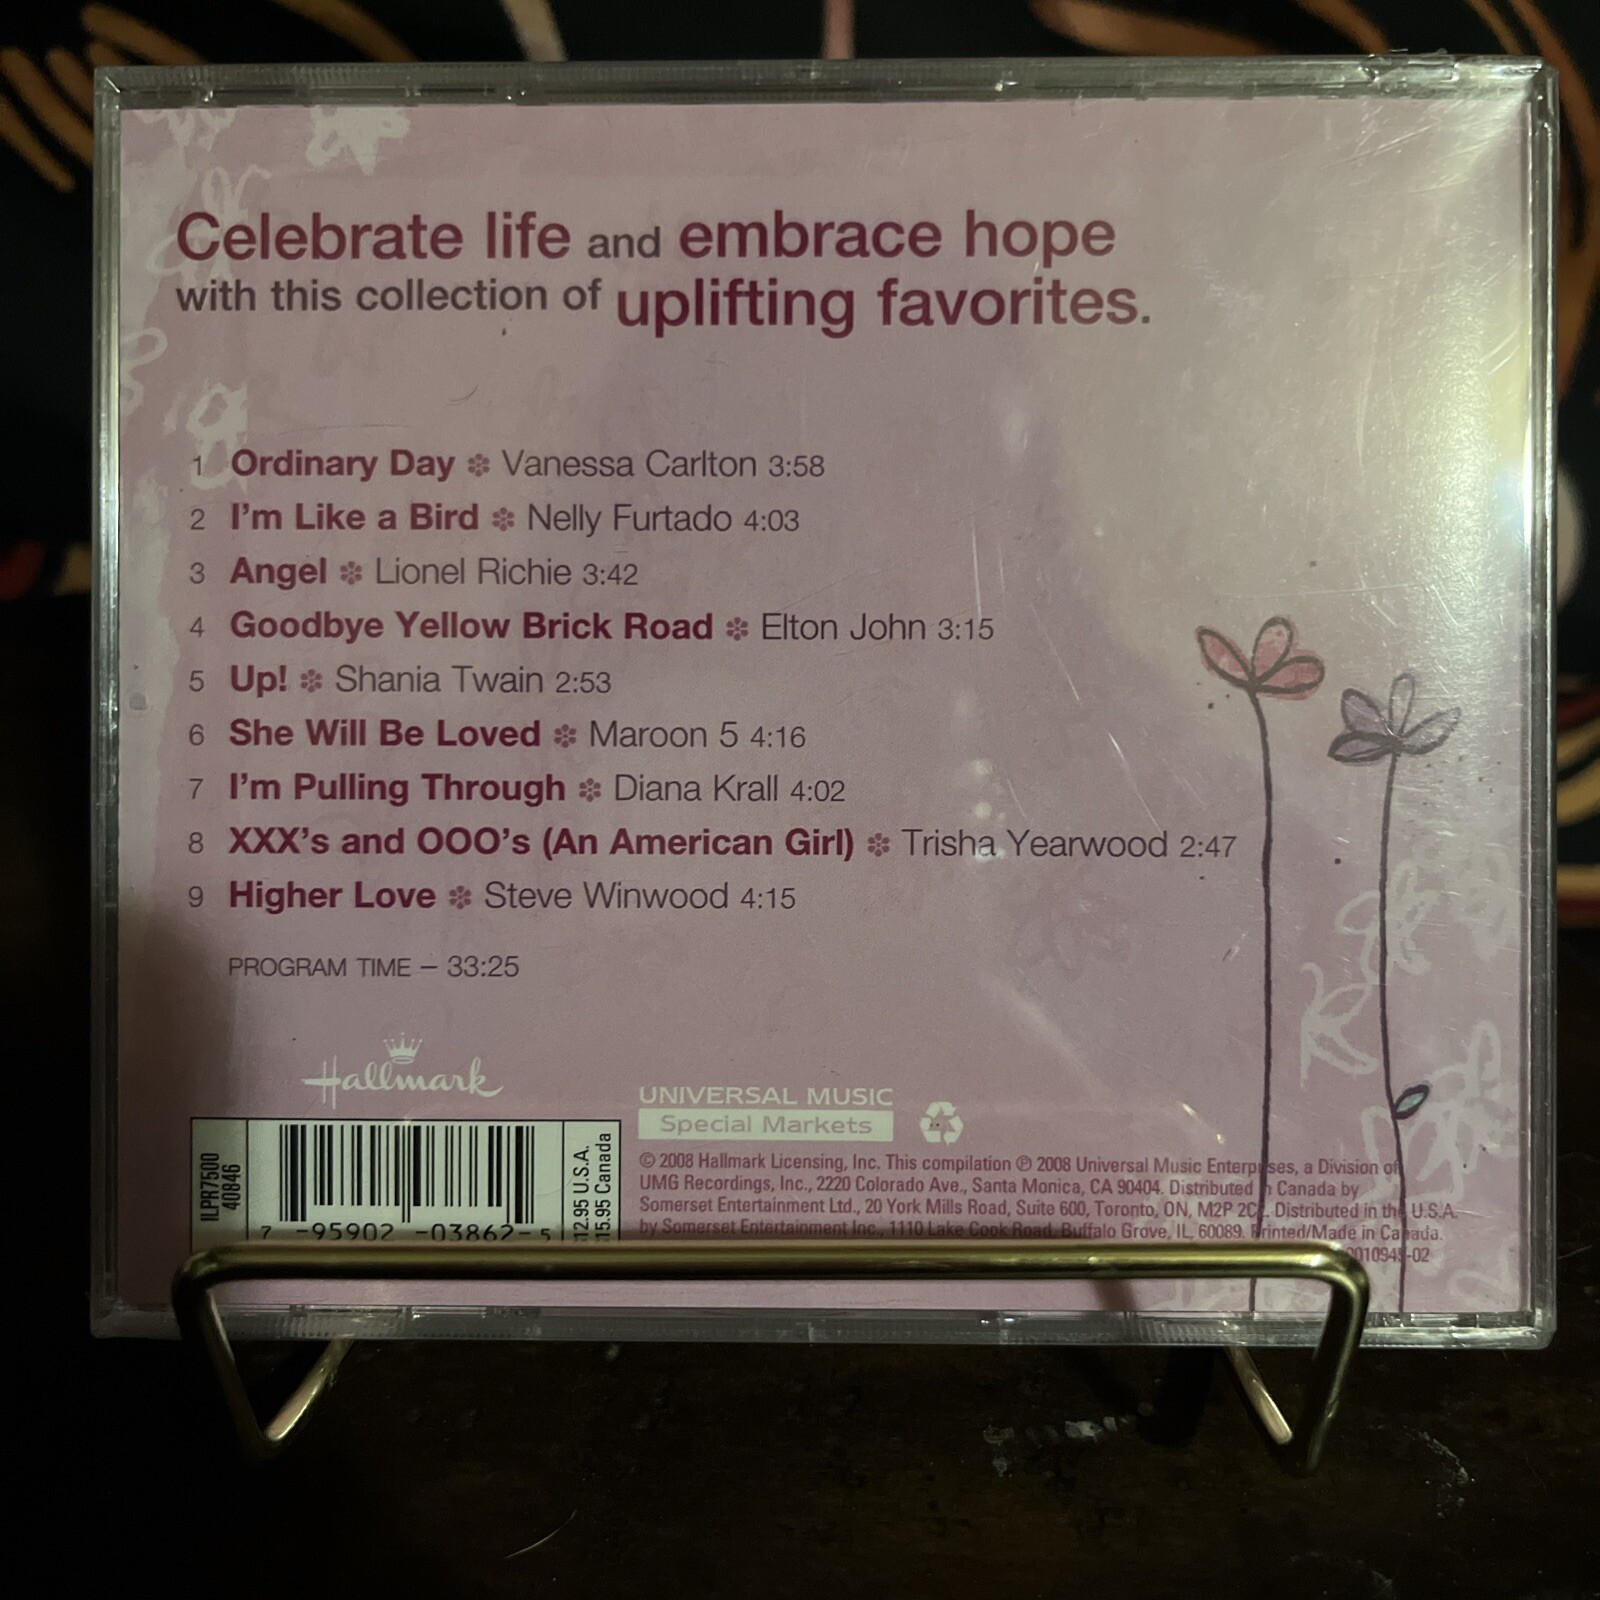 Celebrate life and embrace hope
with this collection of uplifting favorites.
1 Ordinary Day ✽ Vanessa Carlton 3:58
2 I'm Like a Bird ✽ Nelly Furtado 4:03
3 Angel ✽ Lionel Richie 3:42
4 Goodbye Yellow Brick Road ✽ Elton John 3:15
5 Up! ✽ Shania Twain 2:53
6 She Will Be Loved ✽ Maroon 5 4:16
7 I'm Pulling Through ✽ Diana Krall 4:02
8 XXX's and OOO's (An American Girl) ✽ Trisha Yearwood 2:47
9 Higher Love ✽ Steve Winwood 4:15
PROGRAM TIME – 33:25
Hallmark
UNIVERSAL MUSIC
Special Markets
ILPR7500
40846
7 -95902 -03862- 5
12.95 U.S.A.
15.95 Canada
© 2008 Hallmark Licensing, Inc. This compilation ℗ 2008 Universal Music Enterprises, a Division of
UMG Recordings, Inc., 2220 Colorado Ave., Santa Monica, CA 90404. Distributed in Canada by
Somerset Entertainment Ltd., 20 York Mills Road, Suite 600, Toronto, ON, M2P Distributed in the U.S.A.
by Somerset Entertainment Inc., 1110 Lake Cook Road, Buffalo Grove, IL 60089. Printed/Made in Canada.